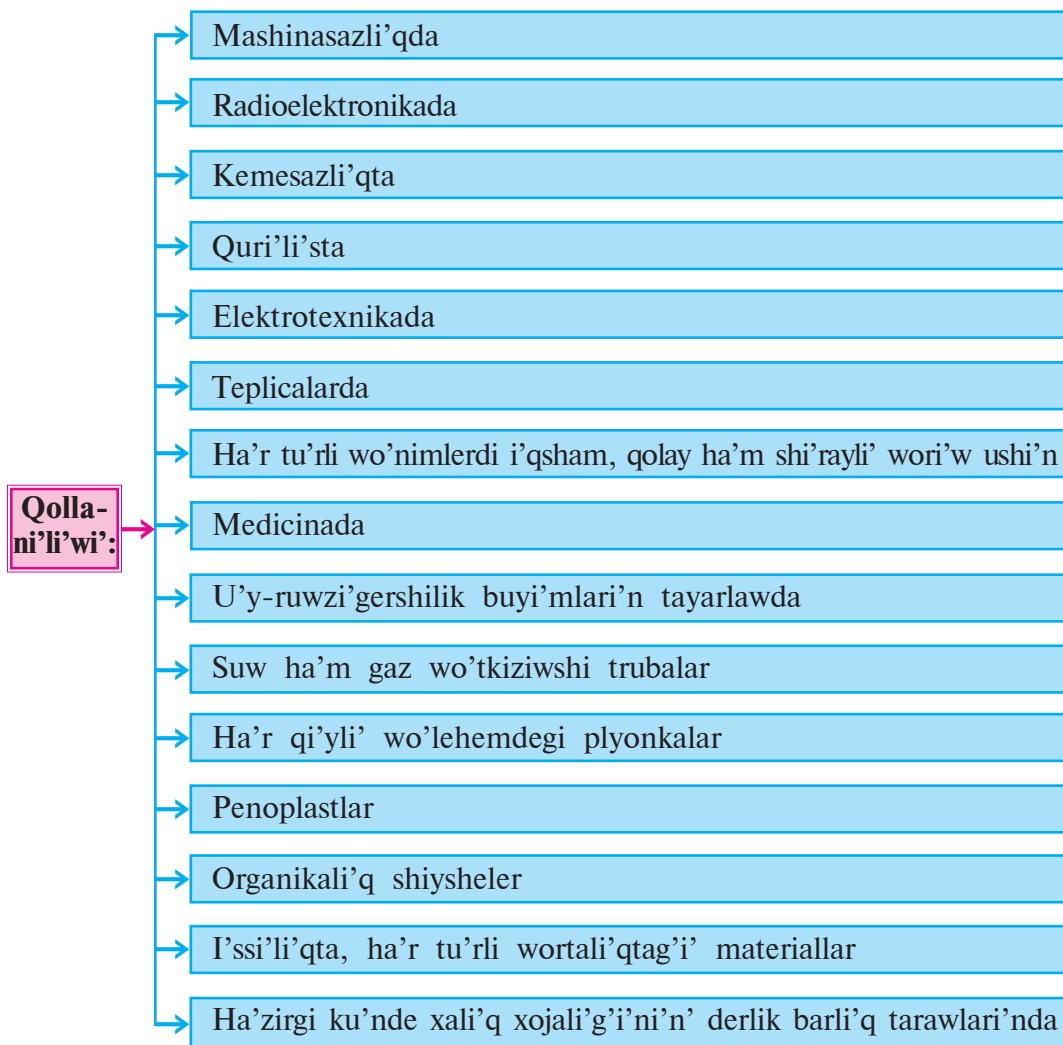 Mashinasazli’qda
Radioelektronikada
Kemesazli’qta
Quri’li’sta
Elektrotexnikada
Teplicalarda
Ha’r tu’rli wo’nimlerdi i’qsham, qolay ha’m shi’rayli’ wori’w ushi’n
Qolla-
ni’li’wi’:
Medicinada
U’y-ruwzi’gershilik buyi’mlari’n tayarlawda
Suw ha’m gaz wo’tkiziwshi trubalar
Ha’r qi’yli’ wo’lehemdegi plyonkalar
Penoplastlar
Organikali’q shiysheler
I’ssi’li’qta, ha’r tu’rli wortali’qtag’i’ materiallar
Ha’zirgi ku’nde xali’q xojali’g’i’ni’n’ derlik barli’q tarawlari’nda